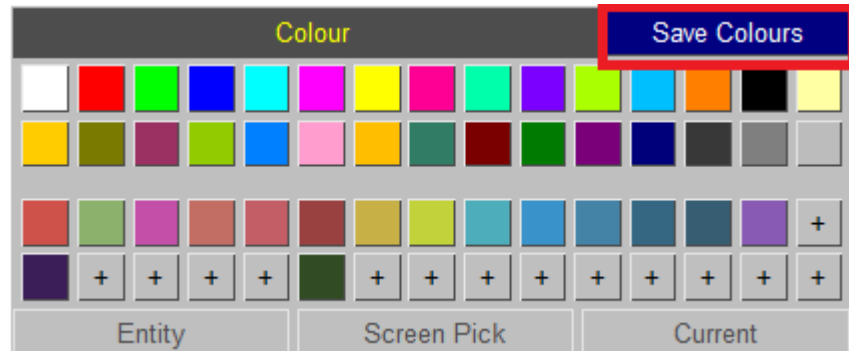 Colour Save Colours
+
+ + + + + + + + + + + + +
Entity Screen Pick Current